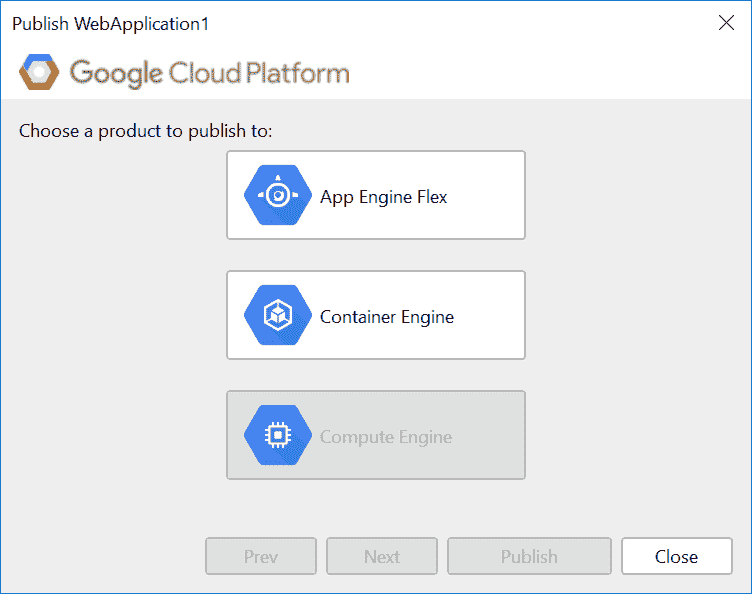 Publish WebApplication1
Google Cloud Platform
Choose a product to publish to:
App Engine Flex
Container Engine
Compute Engine
Prev Next Publish Close